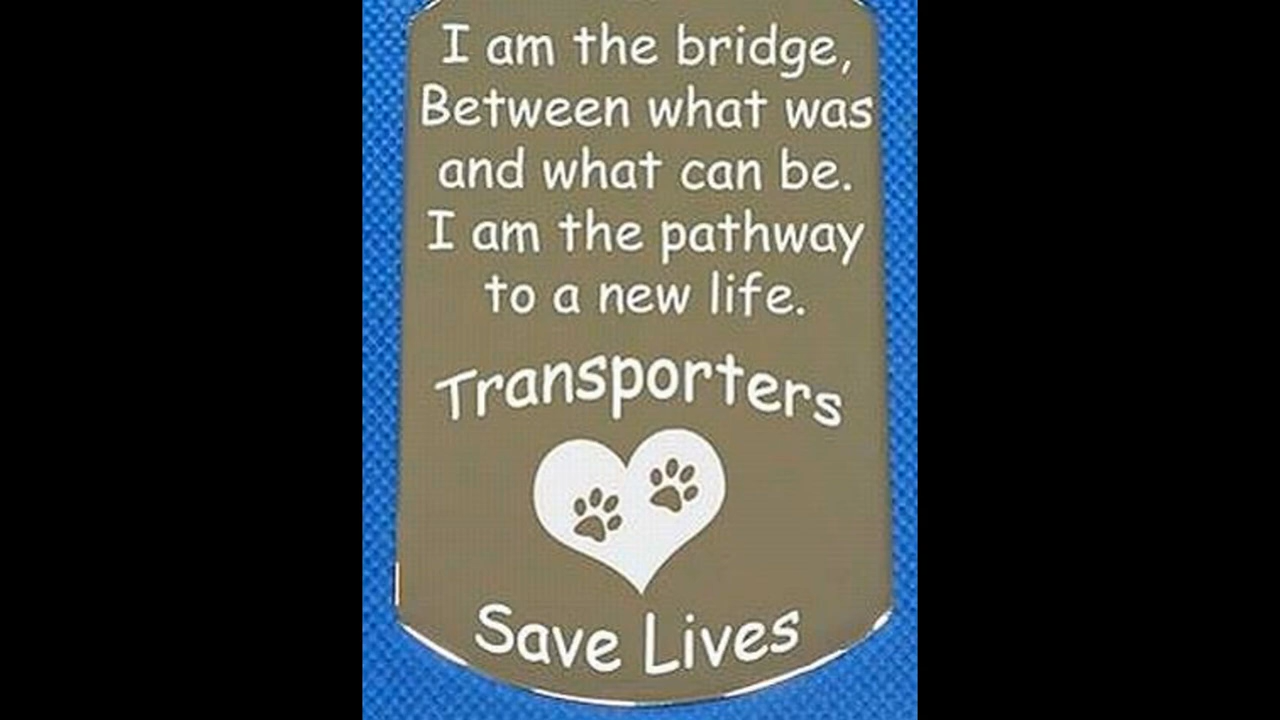 I am the bridge,
Between what was
and what can be.
I am the pathway
to a new life.
Transporters
Save Lives